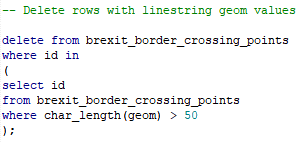 -- Delete rows with linestring geom values
delete from brexit_border_crossing_points
where id in
(
select id
from brexit_border_crossing_points
where char_length(geom) > 50
);